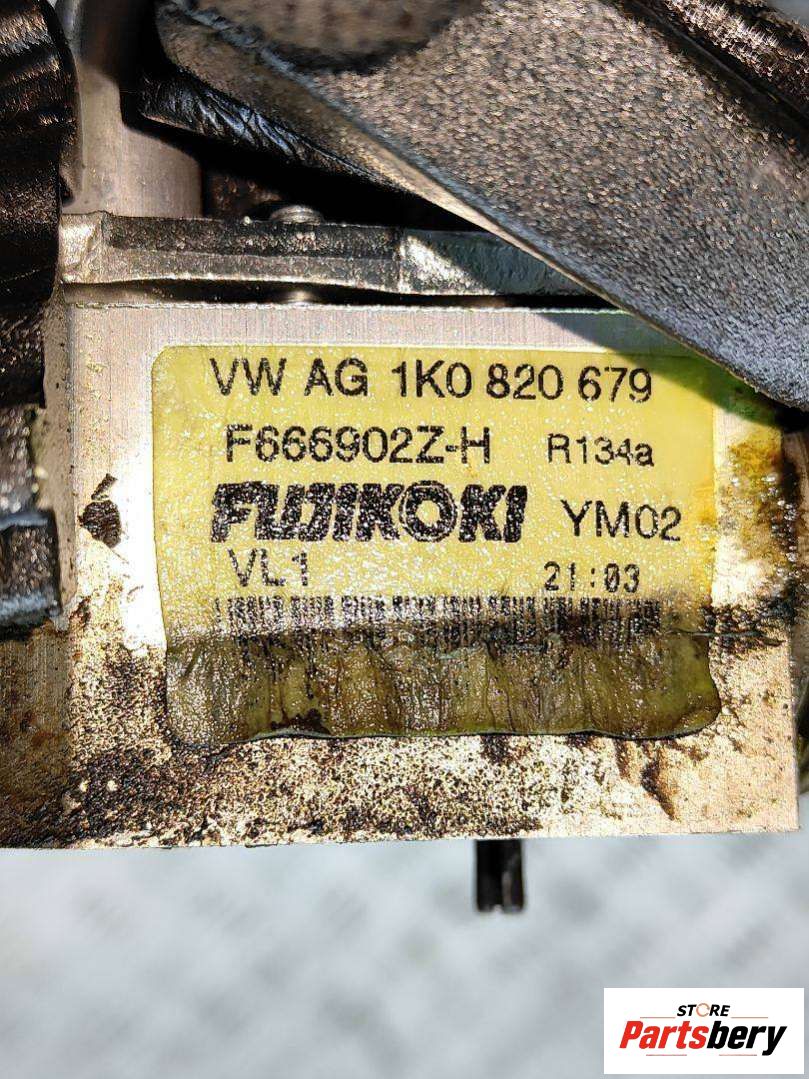 VW AG 1K0 820 679
F666902Z-H R134a
FUJIKOKI YM02
VL1 21:03
STORE
Partsbery